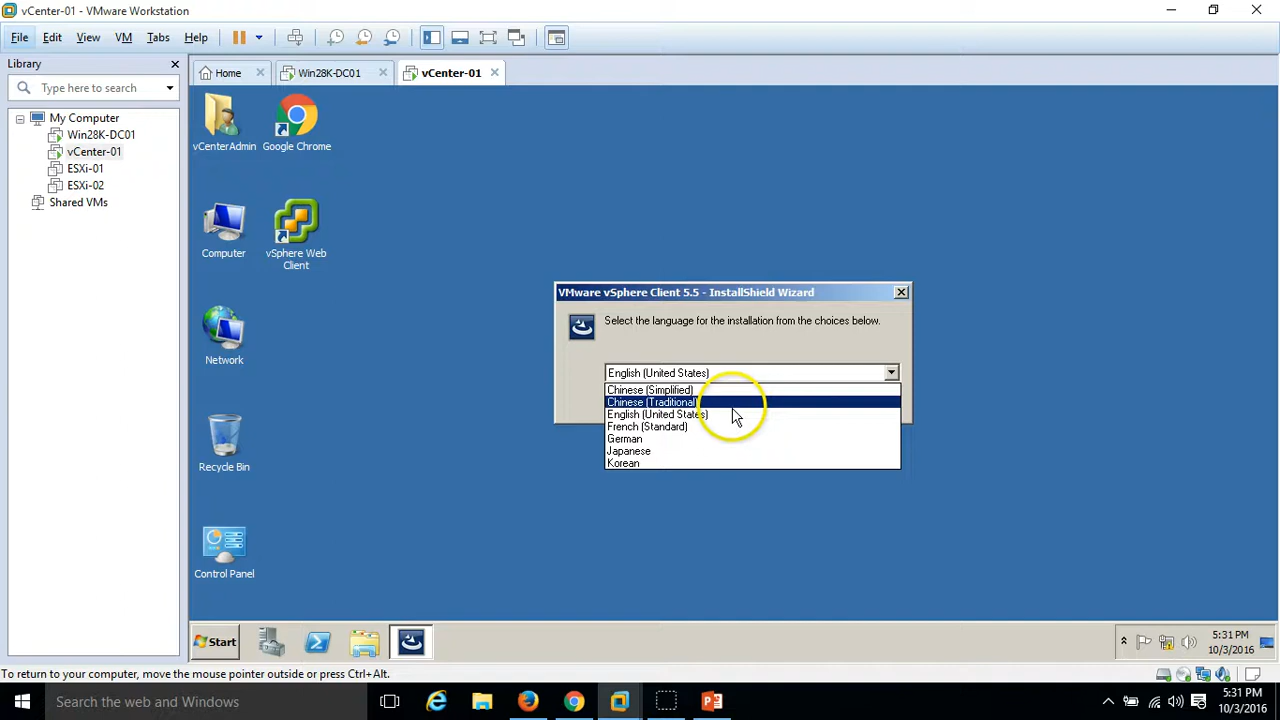 vCenter-01 - VMware Workstation
File Edit View VM Tabs Help
Library
Type here to search
My Computer
Win28K-DC01
vCenter-01
ESXi-01
ESXi-02
Shared VMs
Home
Win28K-DC01
vCenter-01
vCenterAdmin
Google Chrome
Computer
vSphere Web
Client
Network
Recycle Bin
Control Panel
VMware vSphere Client 5.5 - InstallShield Wizard
Select the language for the installation from the choices below.
English (United States)
Chinese (Simplified)
Chinese (Traditional)
English (United States)
French (Standard)
German
Japanese
Korean
Start
5:31 PM
10/3/2016
To return to your computer, move the mouse pointer outside or press Ctrl+Alt.
Search the web and Windows
5:31 PM
10/3/2016